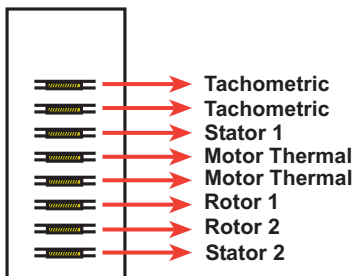 Tachometric
Tachometric
Stator 1
Motor Thermal
Motor Thermal
Rotor 1
Rotor 2
Stator 2